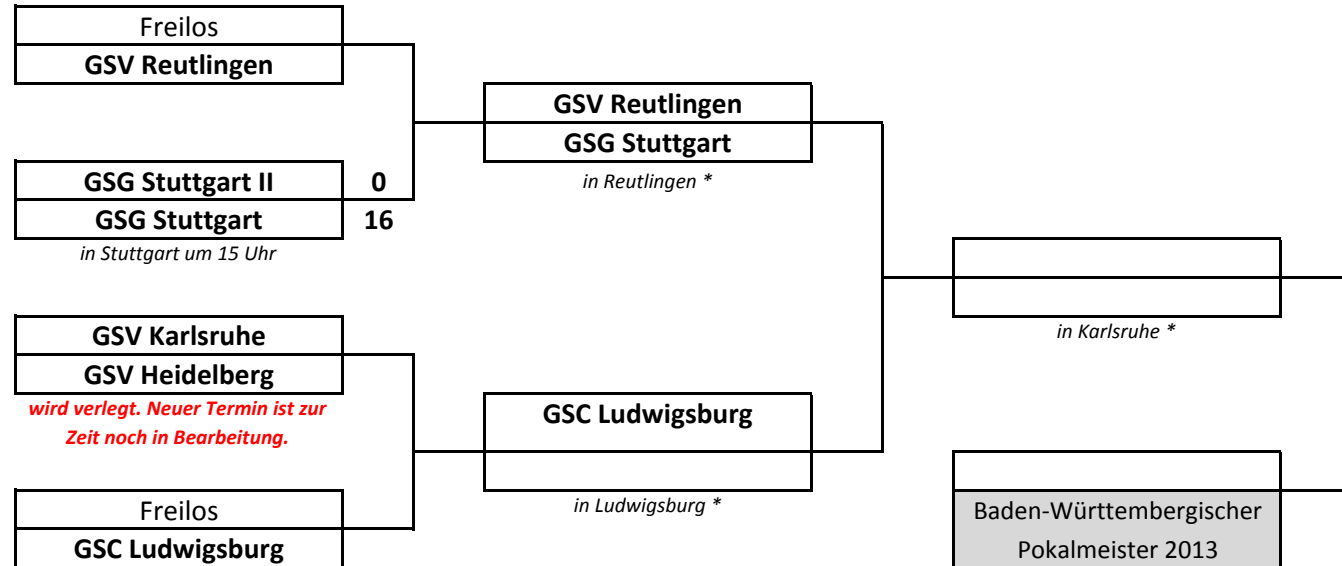 Freilos
GSV Reutlingen
GSG Stuttgart II 0
GSG Stuttgart 16
in Stuttgart um 15 Uhr
GSV Karlsruhe
GSV Heidelberg
wird verlegt. Neuer Termin ist zur
Zeit noch in Bearbeitung.
Freilos
GSC Ludwigsburg
GSV Reutlingen
GSG Stuttgart
in Reutlingen *
GSC Ludwigsburg
in Ludwigsburg *
in Karlsruhe *
Baden-Württembergischer
Pokalmeister 2013